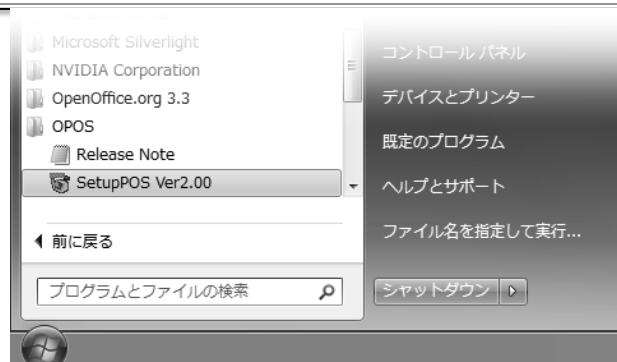 Microsoft Silverlight
NVIDIA Corporation
OpenOffice.org 3.3
OPOS
Release Note
SetupPOS Ver2.00
前に戻る
プログラムとファイルの検索
コントロール パネル
デバイスとプリンター
既定のプログラム
ヘルプとサポート
ファイル名を指定して実行...
シャットダウン